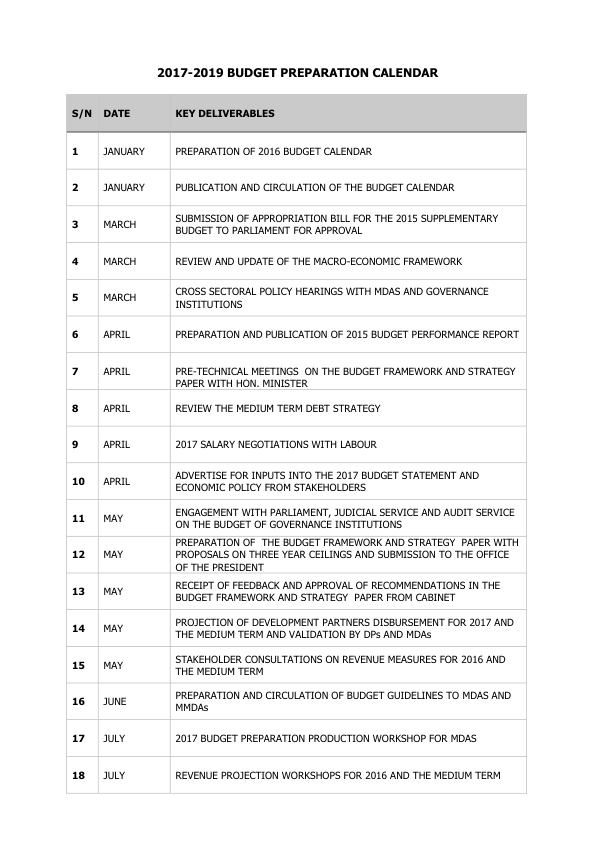 2017-2019 BUDGET PREPARATION CALENDAR
S/N DATE KEY DELIVERABLES
1 JANUARY PREPARATION OF 2016 BUDGET CALENDAR
2 JANUARY PUBLICATION AND CIRCULATION OF THE BUDGET CALENDAR
3 MARCH SUBMISSION OF APPROPRIATION BILL FOR THE 2015 SUPPLEMENTARY
BUDGET TO PARLIAMENT FOR APPROVAL
4 MARCH REVIEW AND UPDATE OF THE MACRO-ECONOMIC FRAMEWORK
5 MARCH CROSS SECTORAL POLICY HEARINGS WITH MDAS AND GOVERNANCE
INSTITUTIONS
6 APRIL PREPARATION AND PUBLICATION OF 2015 BUDGET PERFORMANCE REPORT
7 APRIL PRE-TECHNICAL MEETINGS  ON THE BUDGET FRAMEWORK AND STRATEGY
PAPER WITH HON. MINISTER
8 APRIL REVIEW THE MEDIUM TERM DEBT STRATEGY
9 APRIL 2017 SALARY NEGOTIATIONS WITH LABOUR
10 APRIL ADVERTISE FOR INPUTS INTO THE 2017 BUDGET STATEMENT AND
ECONOMIC POLICY FROM STAKEHOLDERS
11 MAY ENGAGEMENT WITH PARLIAMENT, JUDICIAL SERVICE AND AUDIT SERVICE
ON THE BUDGET OF GOVERNANCE INSTITUTIONS
12 MAY PREPARATION OF  THE BUDGET FRAMEWORK AND STRATEGY  PAPER WITH
PROPOSALS ON THREE YEAR CEILINGS AND SUBMISSION TO THE OFFICE
OF THE PRESIDENT
13 MAY RECEIPT OF FEEDBACK AND APPROVAL OF RECOMMENDATIONS IN THE
BUDGET FRAMEWORK AND STRATEGY  PAPER FROM CABINET
14 MAY PROJECTION OF DEVELOPMENT PARTNERS DISBURSEMENT FOR 2017 AND
THE MEDIUM TERM AND VALIDATION BY DPs AND MDAs
15 MAY STAKEHOLDER CONSULTATIONS ON REVENUE MEASURES FOR 2016 AND
THE MEDIUM TERM
16 JUNE PREPARATION AND CIRCULATION OF BUDGET GUIDELINES TO MDAS AND
MMDAs
17 JULY 2017 BUDGET PREPARATION PRODUCTION WORKSHOP FOR MDAS
18 JULY REVENUE PROJECTION WORKSHOPS FOR 2016 AND THE MEDIUM TERM